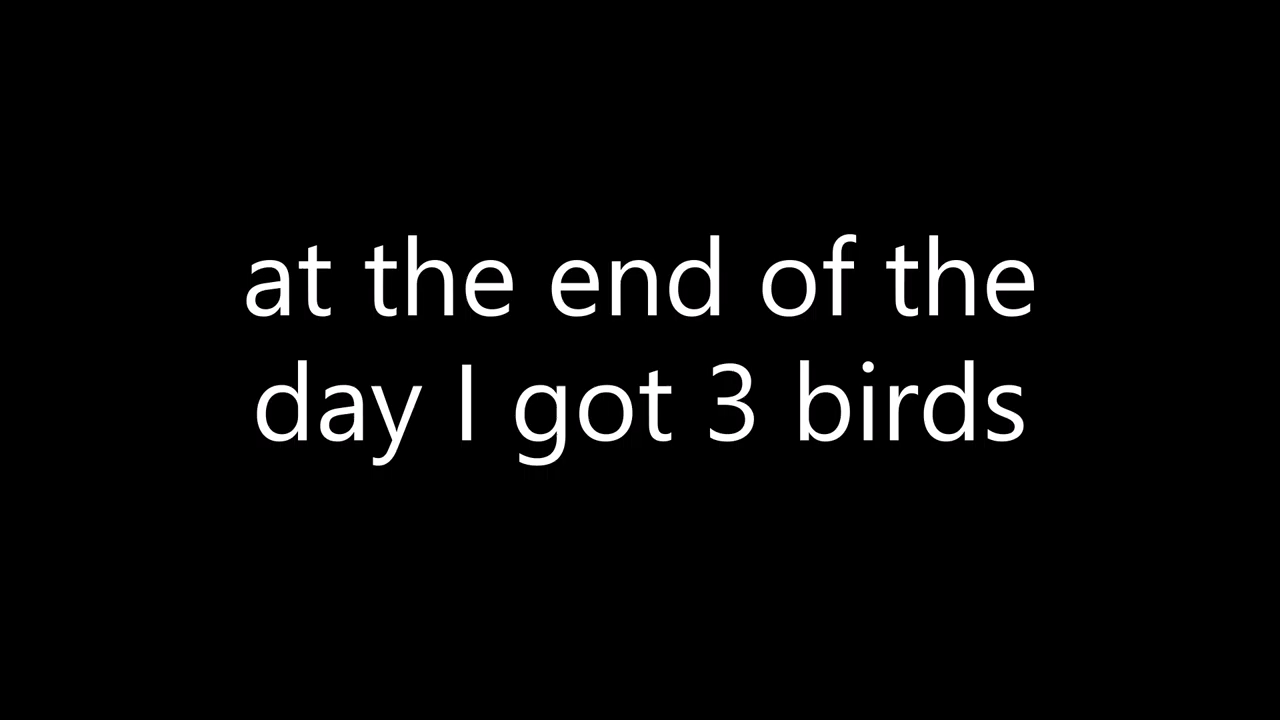 at the end of the
day I got 3 birds